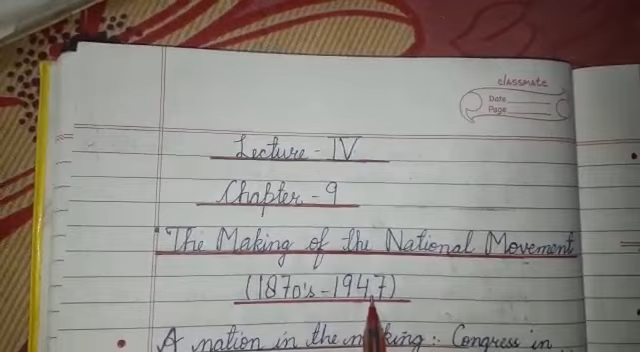 classmate
Date
Page
Lecture - IV
Chapter - 9
The Making of the National Movement
(1870's - 1947)
A nation in the making :- Congress in